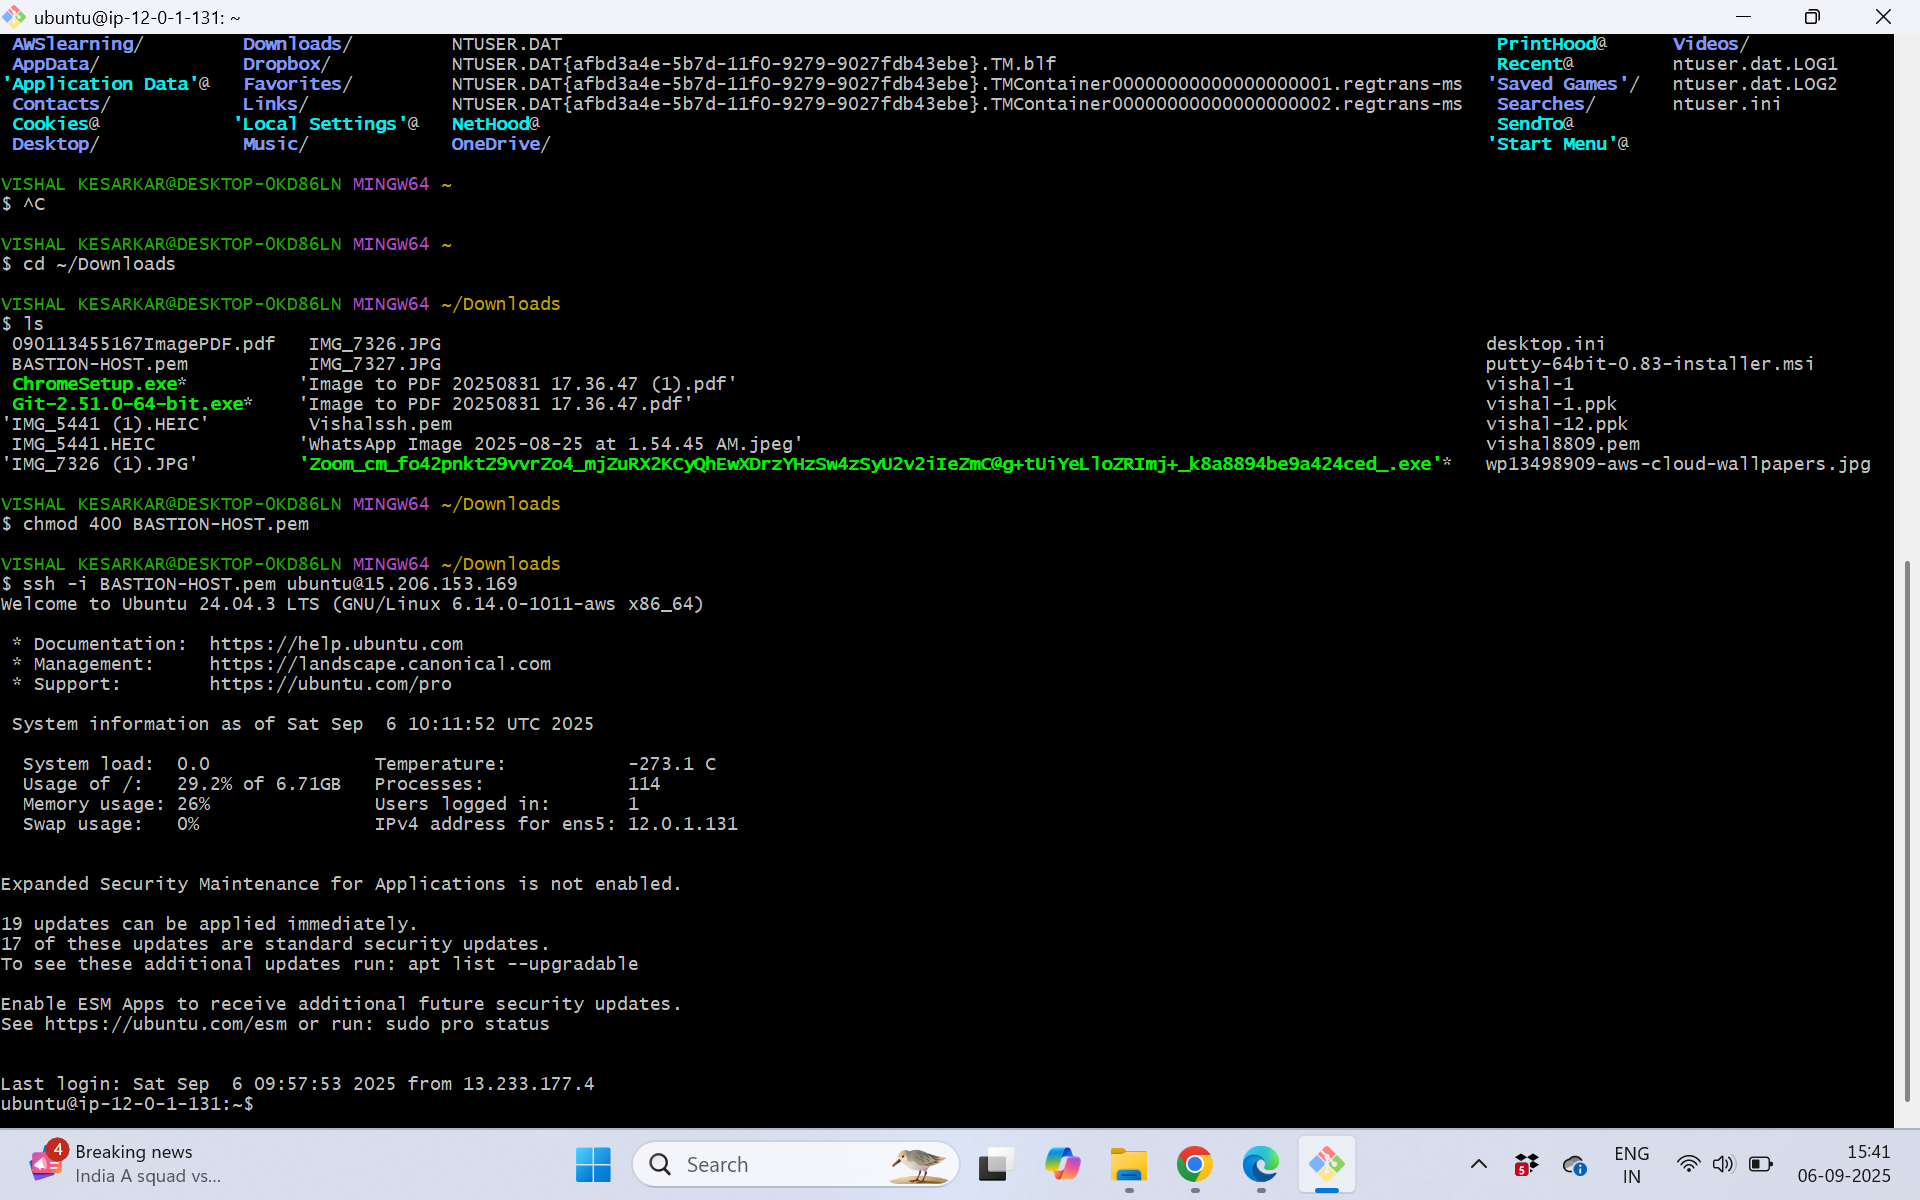 ubuntu@ip-12-0-1-131: ~
AWSlearning/ Downloads/ NTUSER.DAT PrintHood@ Videos/
AppData/ Dropbox/ NTUSER.DAT{afbd3a4e-5b7d-11f0-9279-9027fdb43ebe}.TM.blf Recent@ ntuser.dat.LOG1
'Application Data'@ Favorites/ NTUSER.DAT{afbd3a4e-5b7d-11f0-9279-9027fdb43ebe}.TMContainer00000000000000000001.regtrans-ms 'Saved Games'/ ntuser.dat.LOG2
Contacts/ Links/ NTUSER.DAT{afbd3a4e-5b7d-11f0-9279-9027fdb43ebe}.TMContainer00000000000000000002.regtrans-ms Searches/ ntuser.ini
Cookies@ 'Local Settings'@ NetHood@ SendTo@
Desktop/ Music/ OneDrive/ 'Start Menu'@
VISHAL KESARKAR@DESKTOP-0KD86LN MINGW64 ~
$ ^C
VISHAL KESARKAR@DESKTOP-0KD86LN MINGW64 ~
$ cd ~/Downloads
VISHAL KESARKAR@DESKTOP-0KD86LN MINGW64 ~/Downloads
$ ls
090113455167ImagePDF.pdf IMG_7326.JPG desktop.ini
BASTION-HOST.pem IMG_7327.JPG putty-64bit-0.83-installer.msi
ChromeSetup.exe* 'Image to PDF 20250831 17.36.47 (1).pdf' vishal-1
Git-2.51.0-64-bit.exe* 'Image to PDF 20250831 17.36.47.pdf' vishal-1.ppk
'IMG_5441 (1).HEIC' Vishalssh.pem vishal-12.ppk
IMG_5441.HEIC 'WhatsApp Image 2025-08-25 at 1.54.45 AM.jpeg' vishal8809.pem
'IMG_7326 (1).JPG' 'Zoom_cm_fo42pnktZ9vvrZo4_mjZuRX2KCyQhEwXDrzYHzSw4zSyU2v2iIeZmC@g+tUiYeLloZRImj+_k8a8894be9a424ced_.exe'* wp13498909-aws-cloud-wallpapers.jpg
VISHAL KESARKAR@DESKTOP-0KD86LN MINGW64 ~/Downloads
$ chmod 400 BASTION-HOST.pem
VISHAL KESARKAR@DESKTOP-0KD86LN MINGW64 ~/Downloads
$ ssh -i BASTION-HOST.pem ubuntu@15.206.153.169
Welcome to Ubuntu 24.04.3 LTS (GNU/Linux 6.14.0-1011-aws x86_64)
* Documentation: https://help.ubuntu.com
* Management: https://landscape.canonical.com
* Support: https://ubuntu.com/pro
System information as of Sat Sep 6 10:11:52 UTC 2025
System load: 0.0 Temperature: -273.1 C
Usage of /: 29.2% of 6.71GB Processes: 114
Memory usage: 26% Users logged in: 1
Swap usage: 0% IPv4 address for ens5: 12.0.1.131
Expanded Security Maintenance for Applications is not enabled.
19 updates can be applied immediately.
17 of these updates are standard security updates.
To see these additional updates run: apt list --upgradable
Enable ESM Apps to receive additional future security updates.
See https://ubuntu.com/esm or run: sudo pro status
Last login: Sat Sep 6 09:57:53 2025 from 13.233.177.4
ubuntu@ip-12-0-1-131:~$
4
Breaking news
India A squad vs...
Search
5
ENG
IN
15:41
06-09-2025